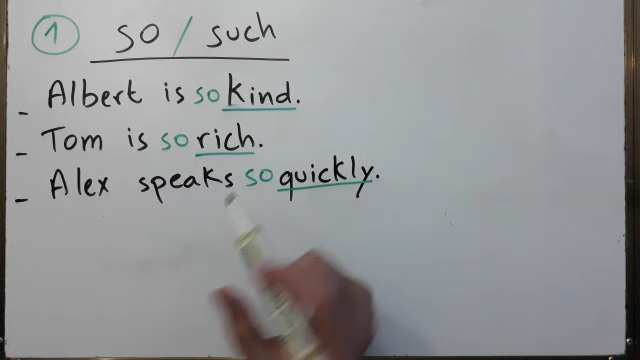 1 so / such
- Albert is so kind.
- Tom is so rich.
- Alex speaks so quickly.